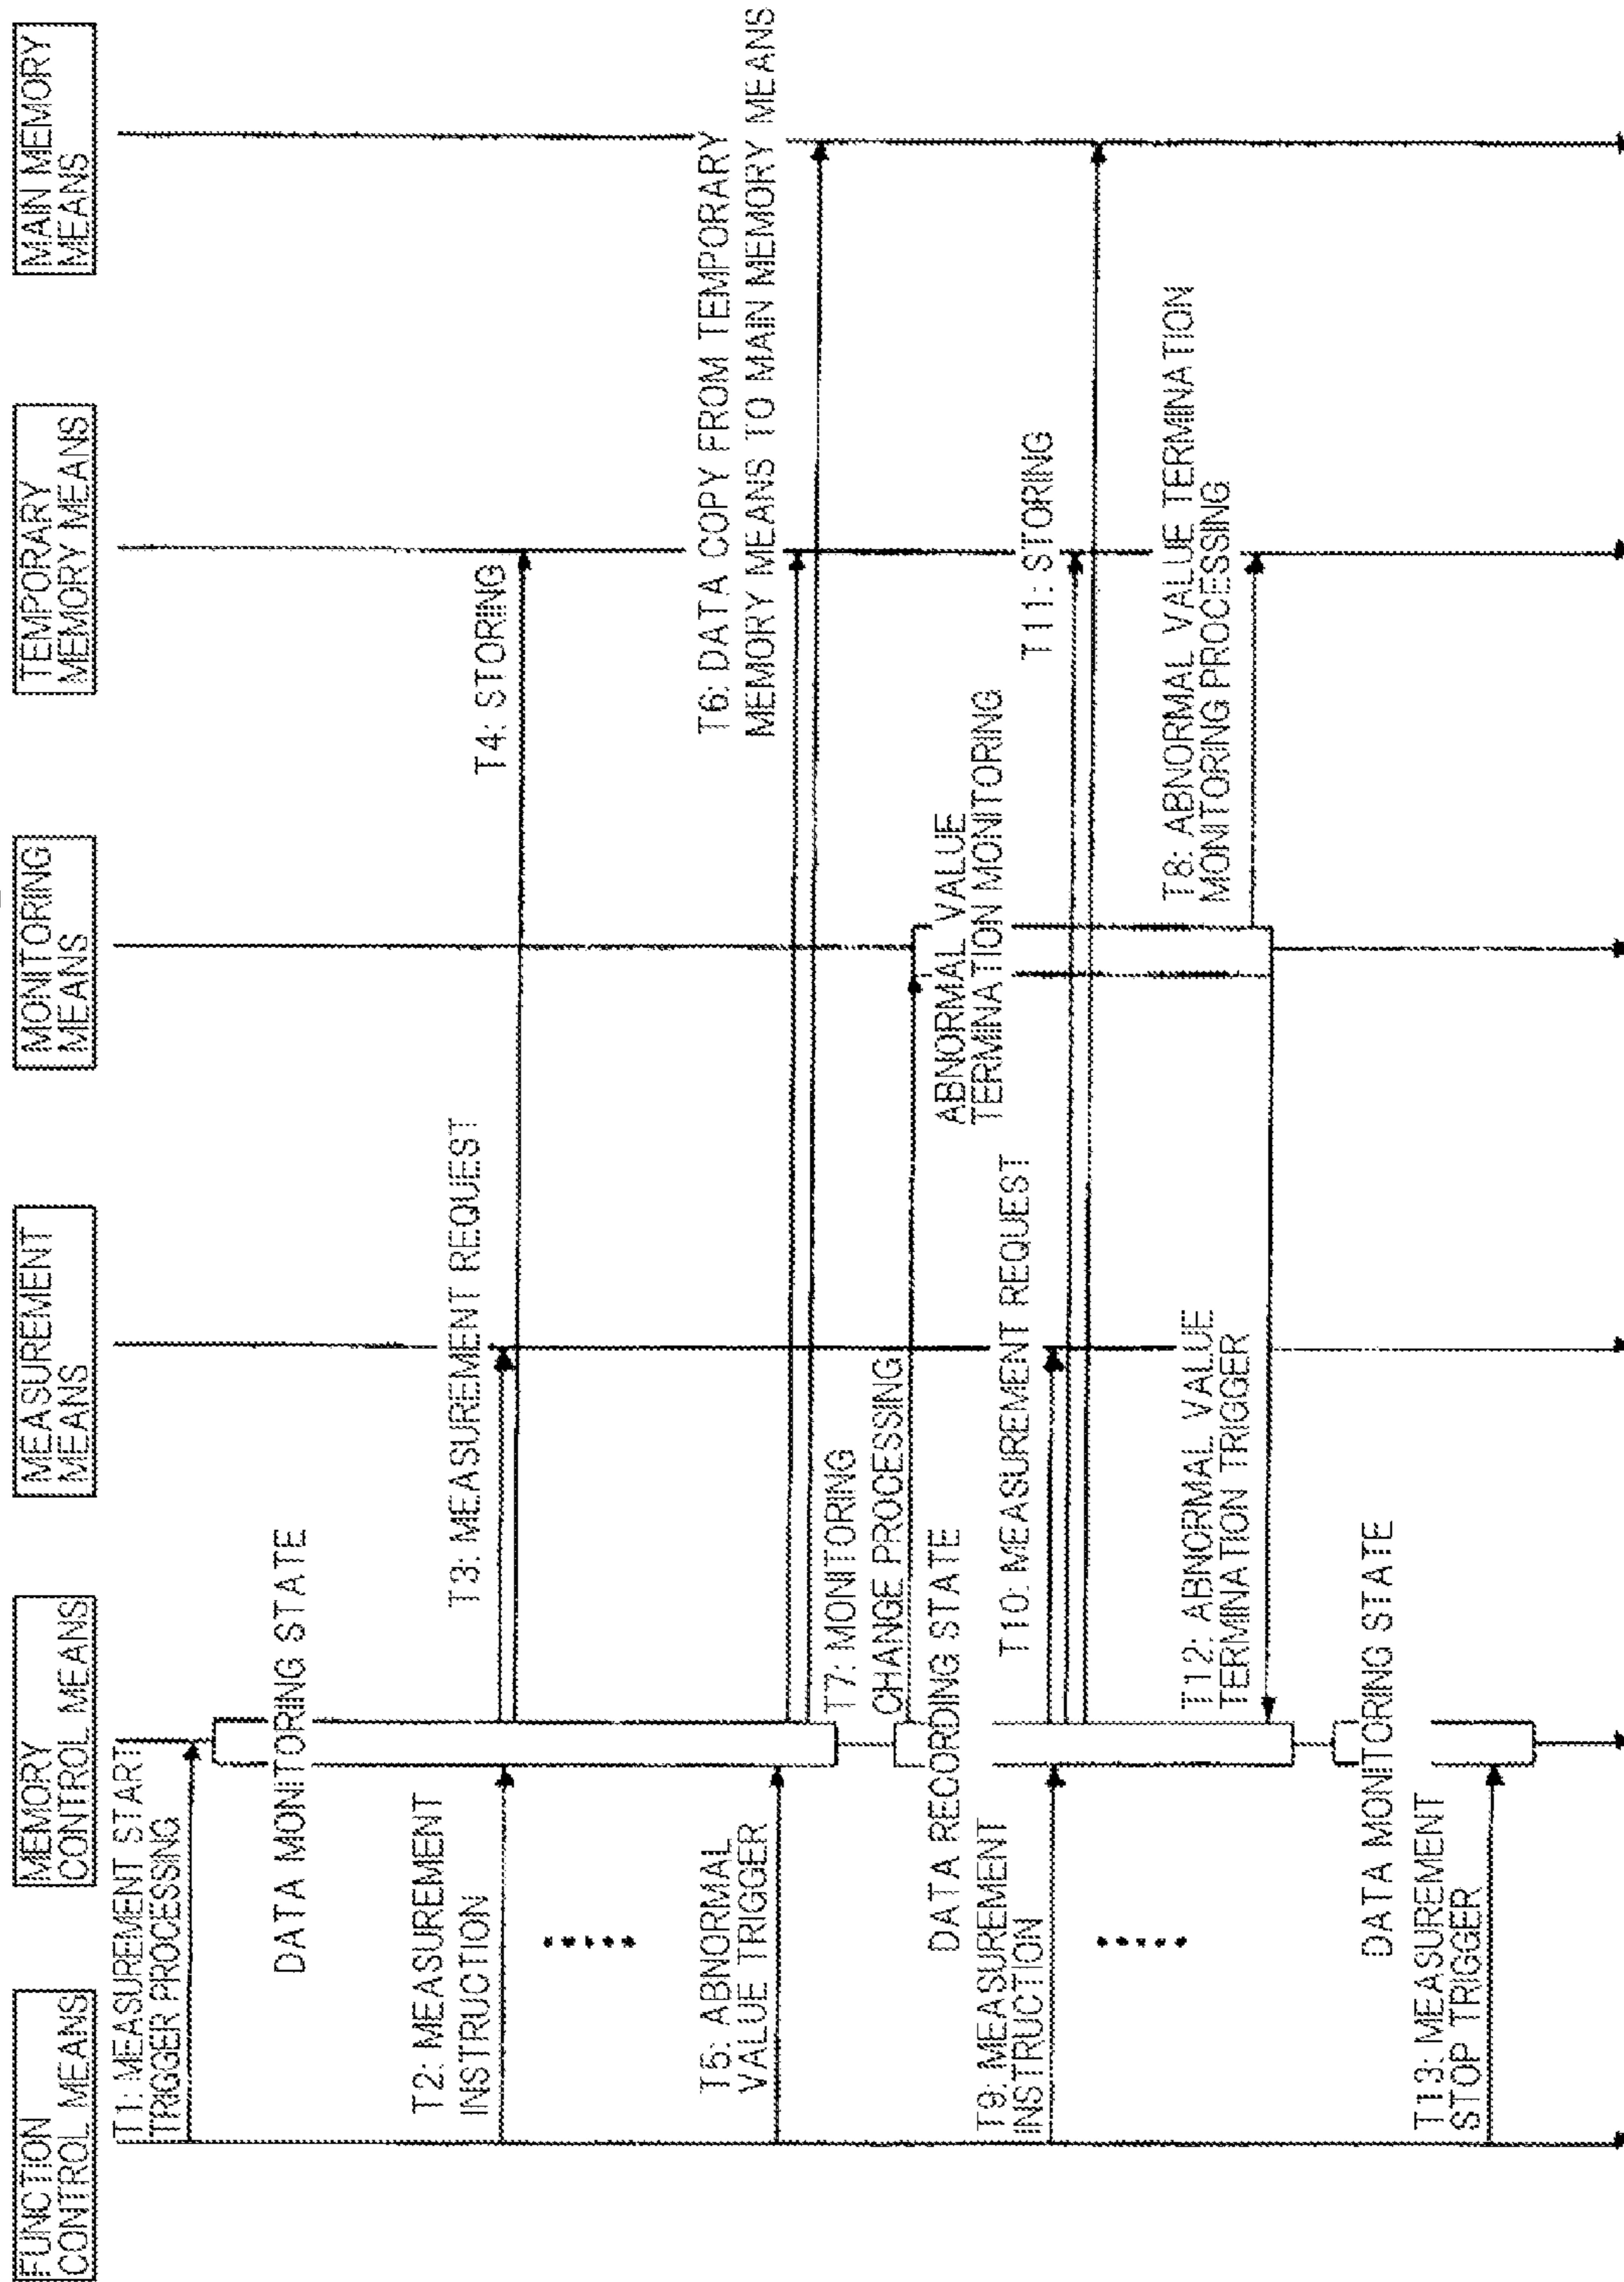 FUNCTION
CONTROL MEANS
MEMORY
CONTROL MEANS
MEASUREMENT
MEANS
MONITORING
MEANS
TEMPORARY
MEMORY MEANS
MAIN MEMORY
MEANS
T1: MEASUREMENT START
TRIGGER PROCESSING
DATA MONITORING STATE
T2: MEASUREMENT
INSTRUCTION
T3: MEASUREMENT REQUEST
T4: STORING
T5: ABNORMAL
VALUE TRIGGER
T6: DATA COPY FROM TEMPORARY
MEMORY MEANS TO MAIN MEMORY MEANS
T7: MONITORING
CHANGE PROCESSING
DATA RECORDING STATE
ABNORMAL VALUE
TERMINATION MONITORING
T9: MEASUREMENT
INSTRUCTION
T10: MEASUREMENT REQUEST
T11: STORING
T12: ABNORMAL VALUE
TERMINATION TRIGGER
T8: ABNORMAL VALUE TERMINATION
MONITORING PROCESSING
DATA MONITORING STATE
T13: MEASUREMENT
STOP TRIGGER